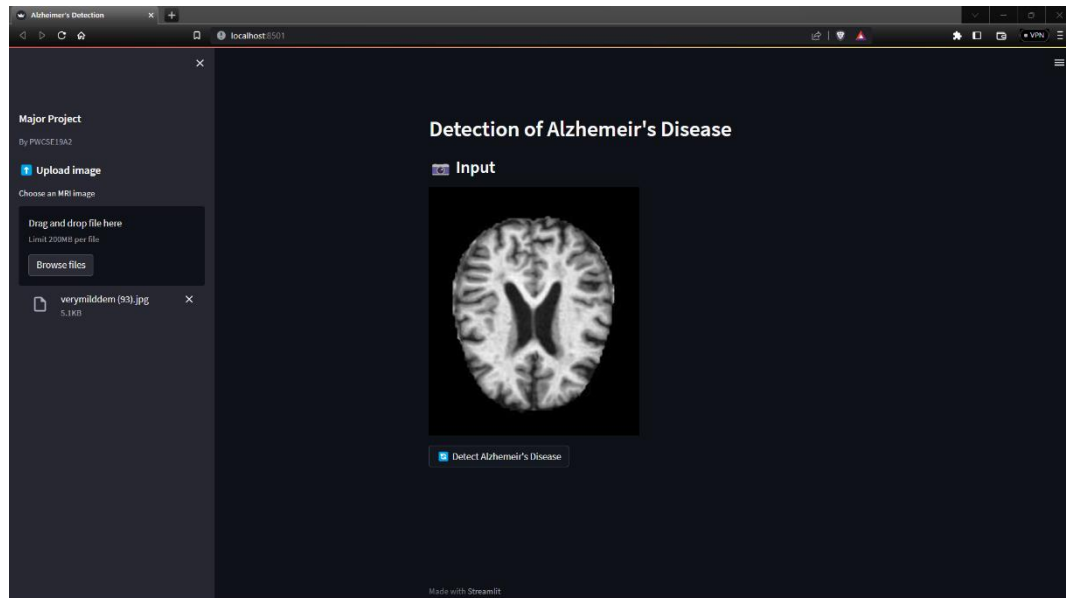 Alzheimer's Detection
localhost:8501
VPN
Major Project
By PWCSE19A2
Upload image
Choose an MRI image
Drag and drop file here
Limit 200MB per file
Browse files
verymilddem (93).jpg
5.1KB
Detection of Alzhemeir's Disease
Input
Detect Alzhemeir's Disease
Made with Streamlit